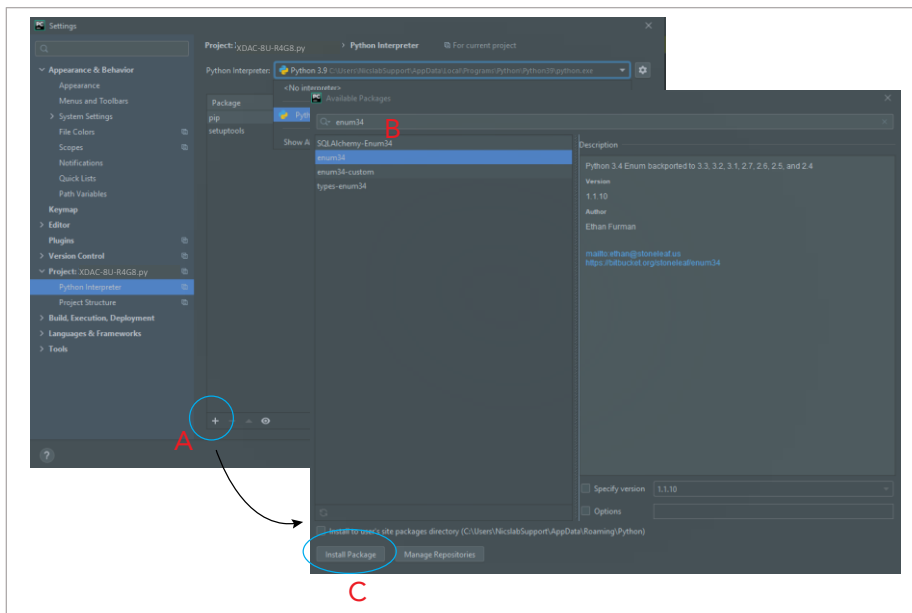 Settings
Project: XDAC-8U-R4G8.py > Python Interpreter For current project
Appearance & Behavior
Python Interpreter: Python 3.9 C:\Users\NicslabSupport\AppData\Local\Programs\Python\Python39\python.exe
Appearance
<No interpreter>
Menus and Toolbars
Package
Available Packages
System Settings
pip
Pyth
File Colors
setuptools
enum34
B
Scopes
Show A
SQLAlchemy-Enum34
Description
Notifications
enum34
Python 3.4 Enum backported to 3.3, 3.2, 3.1, 2.7, 2.6, 2.5, and 2.4
Quick Lists
enum34-custom
Version
Path Variables
types-enum34
1.1.10
Keymap
Author
Editor
Ethan Furman
Plugins
Version Control
mailto:ethan@stoneleaf.us
https://bitbucket.org/stoneleaf/enum34
Project: XDAC-8U-R4G8.py
Python Interpreter
Project Structure
Build, Execution, Deployment
Languages & Frameworks
Tools
+
A
?
Specify version 1.1.10
Options
Install to user's site packages directory (C:\Users\NicslabSupport\AppData\Roaming\Python)
Install Package Manage Repositories
C